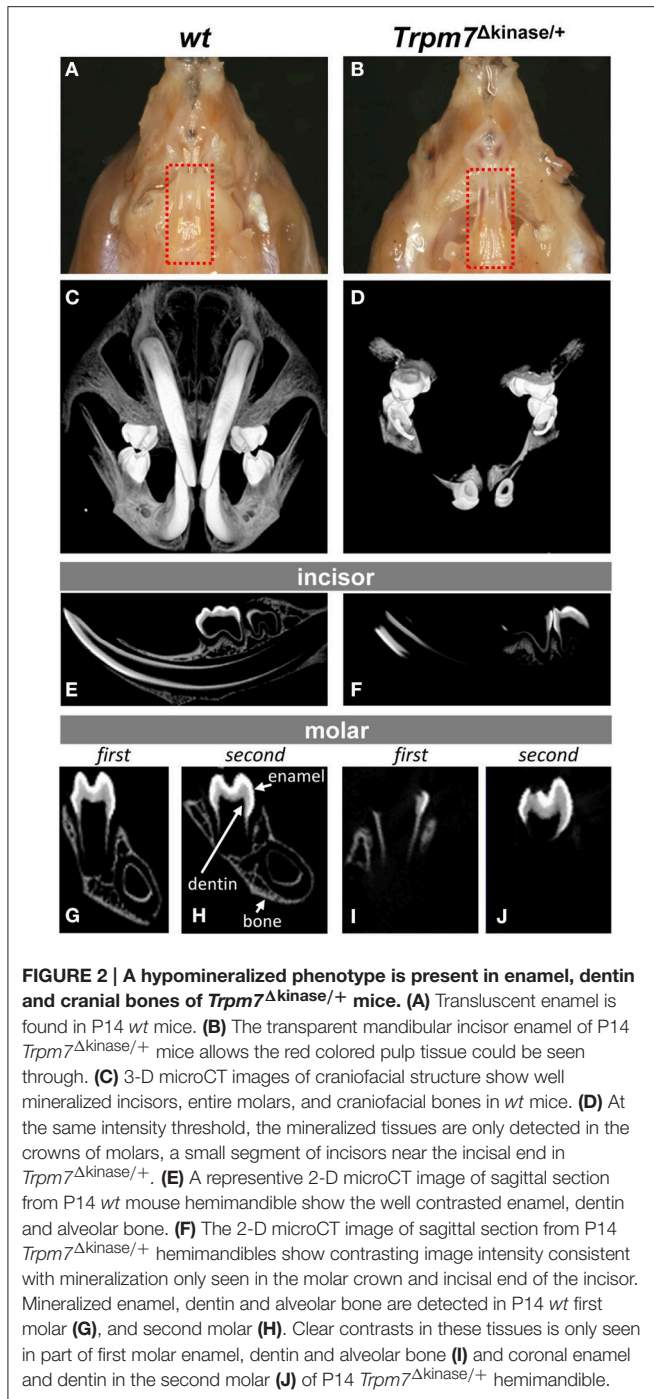 wt Trpm7Δkinase/+
A B
C D
incisor
E F
molar
first second first second
enamel
dentin
bone
G H I J
FIGURE 2 | A hypomineralized phenotype is present in enamel, dentin
and cranial bones of Trpm7Δkinase/+ mice. (A) Transluscent enamel is
found in P14 wt mice. (B) The transparent mandibular incisor enamel of P14
Trpm7Δkinase/+ mice allows the red colored pulp tissue could be seen
through. (C) 3-D microCT images of craniofacial structure show well
mineralized incisors, entire molars, and craniofacial bones in wt mice. (D) At
the same intensity threshold, the mineralized tissues are only detected in the
crowns of molars, a small segment of incisors near the incisal end in
Trpm7Δkinase/+. (E) A representive 2-D microCT image of sagittal section
from P14 wt mouse hemimandible show the well contrasted enamel, dentin
and alveolar bone. (F) The 2-D microCT image of sagittal section from P14
Trpm7Δkinase/+ hemimandibles show contrasting image intensity consistent
with mineralization only seen in the molar crown and incisal end of the incisor.
Mineralized enamel, dentin and alveolar bone are detected in P14 wt first
molar (G), and second molar (H). Clear contrasts in these tissues is only seen
in part of first molar enamel, dentin and alveolar bone (I) and coronal enamel
and dentin in the second molar (J) of P14 Trpm7Δkinase/+ hemimandible.